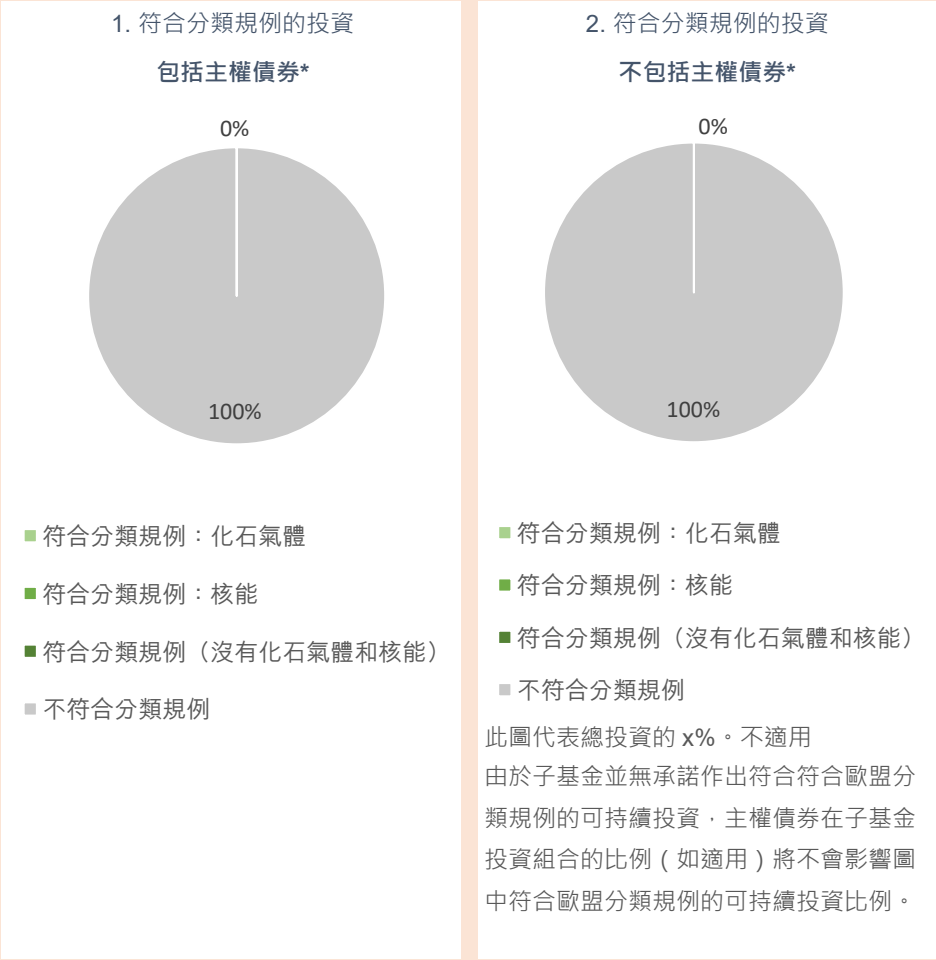 1. 符合分類規例的投資
包括主權債券*
0%
100%
符合分類規例：化石氣體
符合分類規例：核能
符合分類規例（沒有化石氣體和核能）
不符合分類規例
2. 符合分類規例的投資
不包括主權債券*
0%
100%
符合分類規例：化石氣體
符合分類規例：核能
符合分類規例（沒有化石氣體和核能）
不符合分類規例
此圖代表總投資的 x%。不適用
由於子基金並無承諾作出符合符合歐盟分
類規例的可持續投資，主權債券在子基金
投資組合的比例（如適用）將不會影響圖
中符合歐盟分類規例的可持續投資比例。